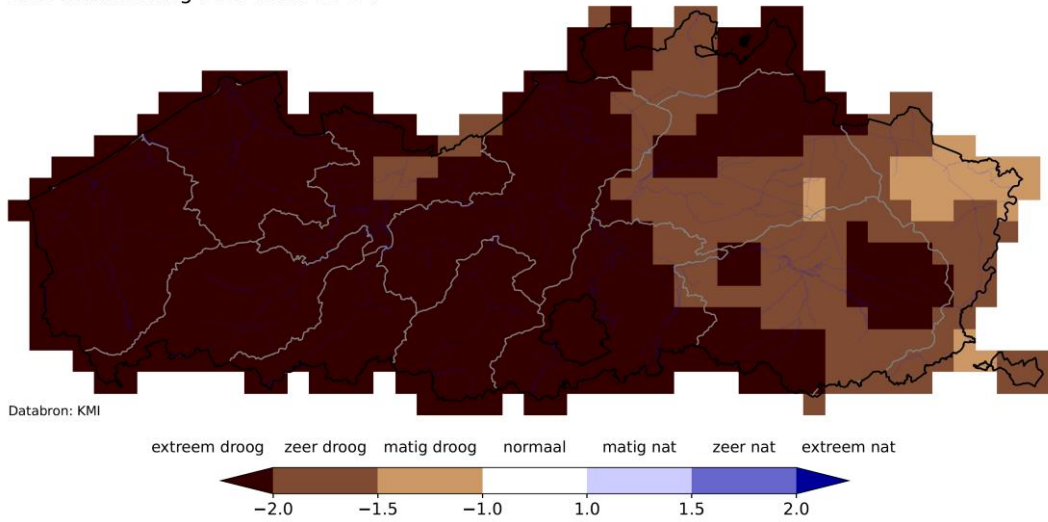 Databron: KMI
extreem droog zeer droog matig droog normaal matig nat zeer nat extreem nat
−2.0 −1.5 −1.0 1.0 1.5 2.0